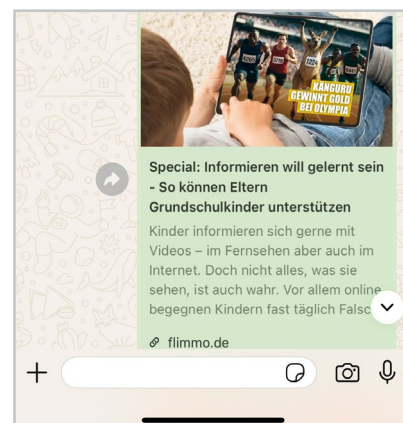 KÄNGURU
GEWINNT GOLD
BEI OLYMPIA
Special: Informieren will gelernt sein
- So können Eltern
Grundschulkinder unterstützen
Kinder informieren sich gerne mit
Videos – im Fernsehen aber auch im
Internet. Doch nicht alles, was sie
sehen, ist auch wahr. Vor allem online
begegnen Kindern fast täglich Falsc
flimmo.de